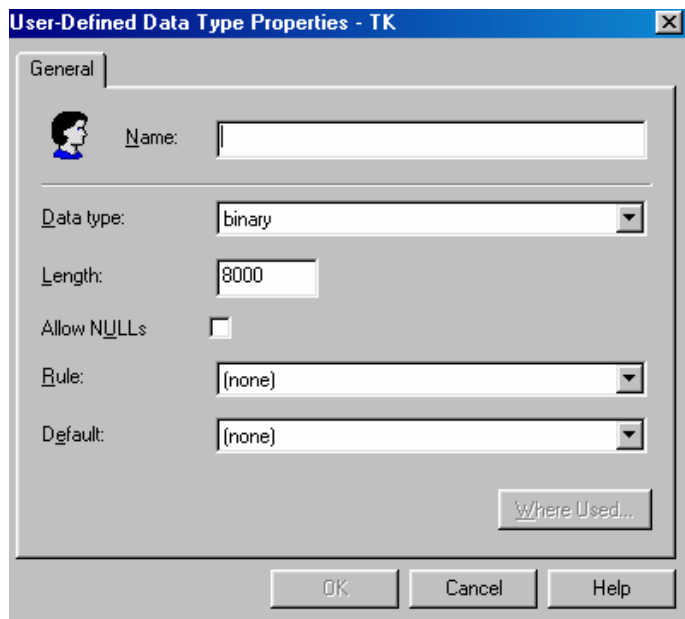 User-Defined Data Type Properties - TK
General
Name:
Data type: binary
Length: 8000
Allow NULLs
Rule: (none)
Default: (none)
Where Used...
OK Cancel Help